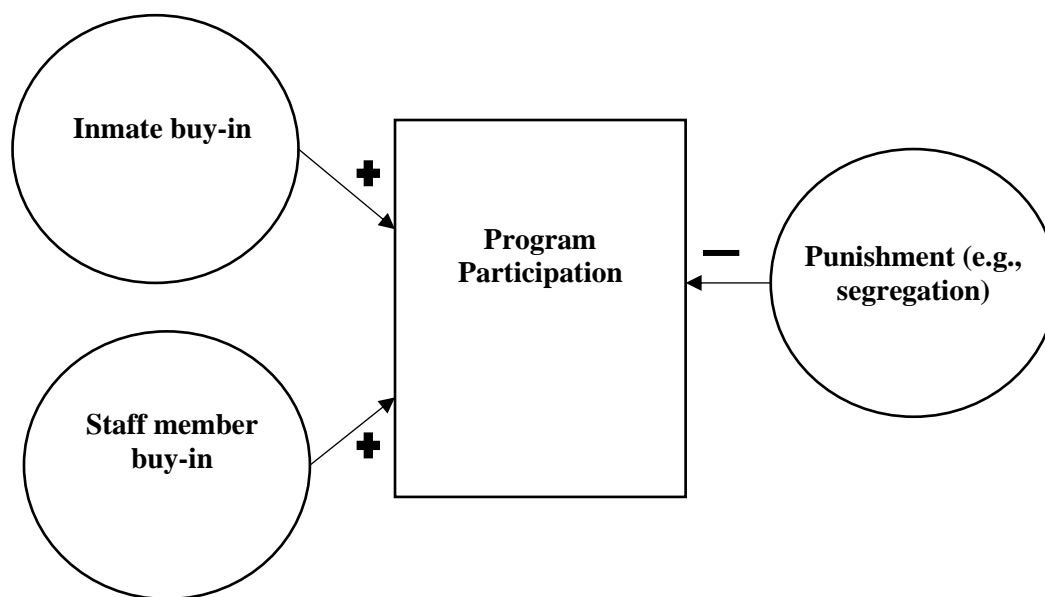 Inmate buy-in
+
Program
Participation
−
Punishment (e.g.,
segregation)
Staff member
buy-in
+